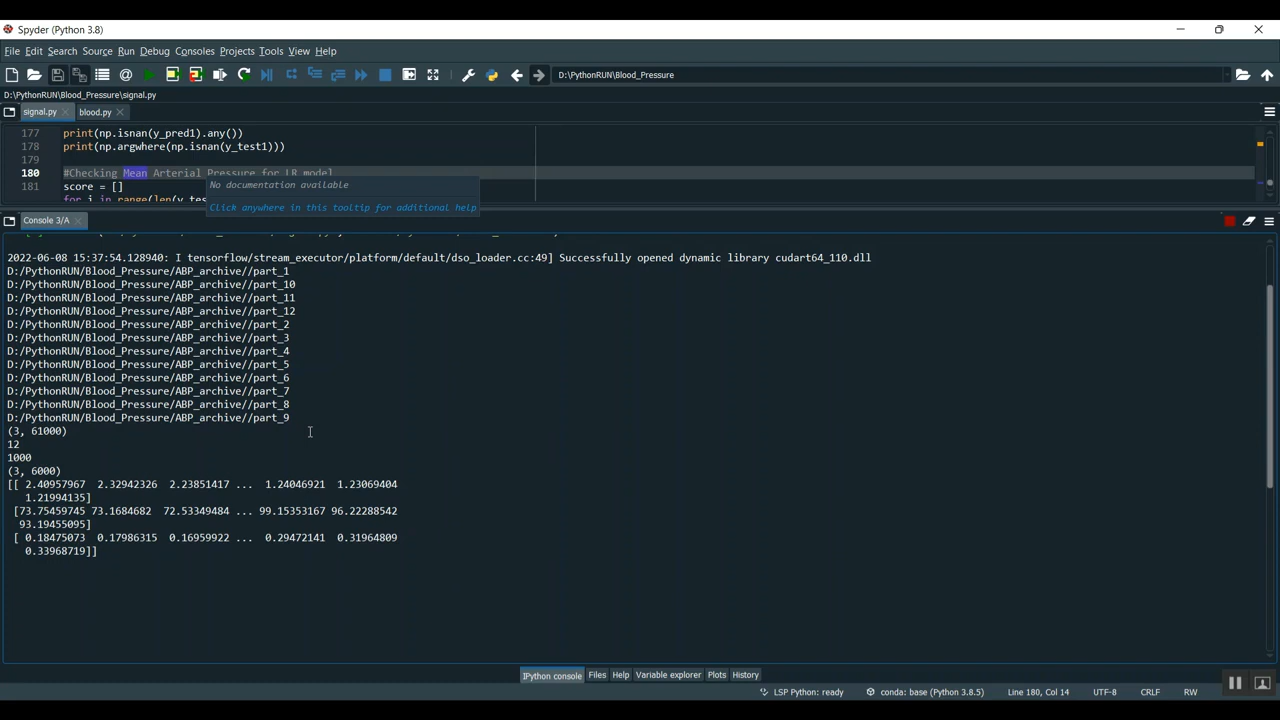 Spyder (Python 3.8)
File Edit Search Source Run Debug Consoles Projects Tools View Help
D:\PythonRUN\Blood_Pressure
D:\PythonRUN\Blood_Pressure\signal.py
signal.py blood.py
177 print(np.isnan(y_pred1).any())
178 print(np.argwhere(np.isnan(y_test1)))
179
180 #Checking Mean Arterial Pressure for LR model
181 score = []
for i in range(len(y_tes
No documentation available
Click anywhere in this tooltip for additional help
Console 3/A
2022-06-08 15:37:54.128940: I tensorflow/stream_executor/platform/default/dso_loader.cc:49] Successfully opened dynamic library cudart64_110.dll
D:/PythonRUN/Blood_Pressure/ABP_archive//part_1
D:/PythonRUN/Blood_Pressure/ABP_archive//part_10
D:/PythonRUN/Blood_Pressure/ABP_archive//part_11
D:/PythonRUN/Blood_Pressure/ABP_archive//part_12
D:/PythonRUN/Blood_Pressure/ABP_archive//part_2
D:/PythonRUN/Blood_Pressure/ABP_archive//part_3
D:/PythonRUN/Blood_Pressure/ABP_archive//part_4
D:/PythonRUN/Blood_Pressure/ABP_archive//part_5
D:/PythonRUN/Blood_Pressure/ABP_archive//part_6
D:/PythonRUN/Blood_Pressure/ABP_archive//part_7
D:/PythonRUN/Blood_Pressure/ABP_archive//part_8
D:/PythonRUN/Blood_Pressure/ABP_archive//part_9
(3, 61000)
12
1000
(3, 6000)
[[ 2.40957967 2.32942326 2.23851417 ... 1.24046921 1.23069404
1.21994135]
[73.75459745 73.1684682 72.53349484 ... 99.15353167 96.22288542
93.19455095]
[ 0.18475073 0.17986315 0.16959922 ... 0.29472141 0.31964809
0.33968719]]
IPython console Files Help Variable explorer Plots History
LSP Python: ready conda: base (Python 3.8.5) Line 180, Col 14 UTF-8 CRLF RW